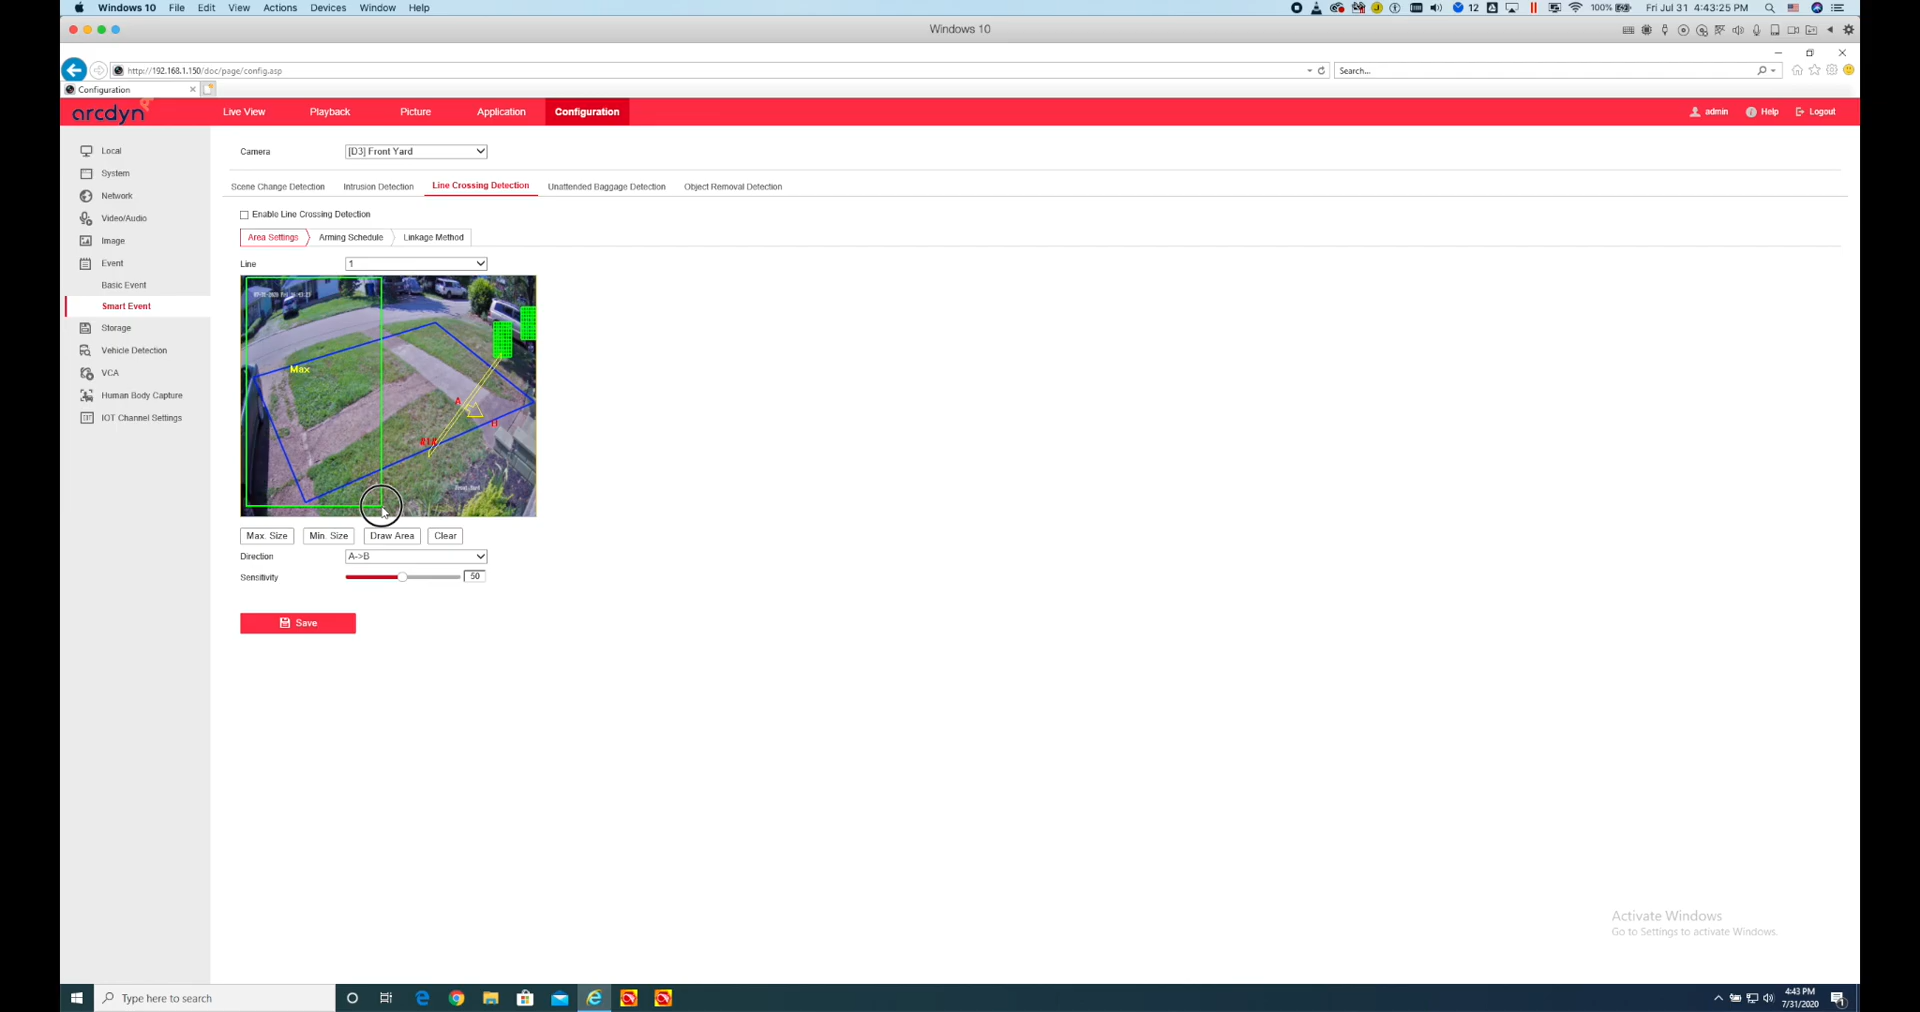 Windows 10 File Edit View Actions Devices Window Help
12 100% Fri Jul 31 4:43:25 PM
Windows 10
http://192.168.1.150/doc/page/config.asp
Search...
Configuration
arcdyn
Live View Playback Picture Application Configuration
admin Help Logout
Local
System
Network
Video/Audio
Image
Event
Basic Event
Smart Event
Storage
Vehicle Detection
VCA
Human Body Capture
IOT Channel Settings
Camera [D3] Front Yard
Scene Change Detection Intrusion Detection Line Crossing Detection Unattended Baggage Detection Object Removal Detection
Enable Line Crossing Detection
Area Settings Arming Schedule Linkage Method
Line 1
Max
A
#1#
Front Yard
Max. Size Min. Size Draw Area Clear
Direction A->B
Sensitivity 50
Save
Activate Windows
Go to Settings to activate Windows.
Type here to search
4:43 PM
7/31/2020
1